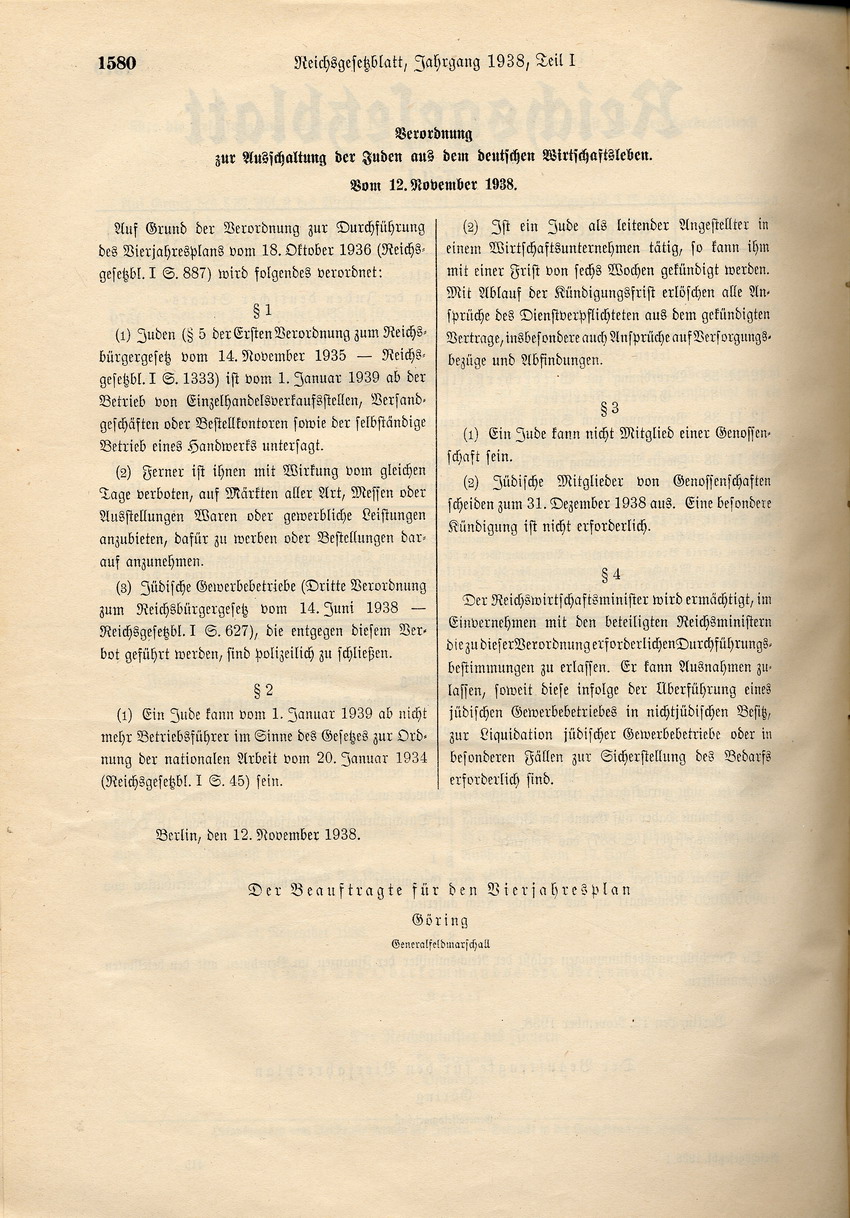 1580
Reichsgesetzblatt, Jahrgang 1938, Teil I
Verordnung
zur Ausschaltung der Juden aus dem deutschen Wirtschaftsleben.
Vom 12. November 1938.
Auf Grund der Verordnung zur Durchführung
des Vierjahresplans vom 18. Oktober 1936 (Reichs-
gesetzbl. I S. 887) wird folgendes verordnet:
§ 1
(1) Juden (§ 5 der Ersten Verordnung zum Reichs-
bürgergesetz vom 14. November 1935 — Reichs-
gesetzbl. I S. 1333) ist vom 1. Januar 1939 ab der
Betrieb von Einzelhandelsverkaufsstellen, Versand-
geschäften oder Bestellkontoren sowie der selbständige
Betrieb eines Handwerks untersagt.
(2) Ferner ist ihnen mit Wirkung vom gleichen
Tage verboten, auf Märkten aller Art, Messen oder
Ausstellungen Waren oder gewerbliche Leistungen
anzubieten, dafür zu werben oder Bestellungen dar-
auf anzunehmen.
(3) Jüdische Gewerbebetriebe (Dritte Verordnung
zum Reichsbürgergesetz vom 14. Juni 1938 —
Reichsgesetzbl. I S. 627), die entgegen diesem Ver-
bot geführt werden, sind polizeilich zu schließen.
§ 2
(1) Ein Jude kann vom 1. Januar 1939 ab nicht
mehr Betriebsführer im Sinne des Gesetzes zur Ord-
nung der nationalen Arbeit vom 20. Januar 1934
(Reichsgesetzbl. I S. 45) sein.
(2) Ist ein Jude als leitender Angestellter in
einem Wirtschaftsunternehmen tätig, so kann ihm
mit einer Frist von sechs Wochen gekündigt werden.
Mit Ablauf der Kündigungsfrist erlöschen alle An-
sprüche des Dienstverpflichteten aus dem gekündigten
Vertrage, insbesondere auch Ansprüche auf Versorgungs-
bezüge und Abfindungen.
§ 3
(1) Ein Jude kann nicht Mitglied einer Genossen-
schaft sein.
(2) Jüdische Mitglieder von Genossenschaften
scheiden zum 31. Dezember 1938 aus. Eine besondere
Kündigung ist nicht erforderlich.
§ 4
Der Reichswirtschaftsminister wird ermächtigt, im
Einvernehmen mit den beteiligten Reichsministern
die zu dieser Verordnung erforderlichen Durchführungs-
bestimmungen zu erlassen. Er kann Ausnahmen zu-
lassen, soweit diese infolge der Überführung eines
jüdischen Gewerbebetriebes in nichtjüdischen Besitz,
zur Liquidation jüdischer Gewerbebetriebe oder in
besonderen Fällen zur Sicherstellung des Bedarfs
erforderlich sind.
Berlin, den 12. November 1938.
Der Beauftragte für den Vierjahresplan
Göring
Generalfeldmarschall